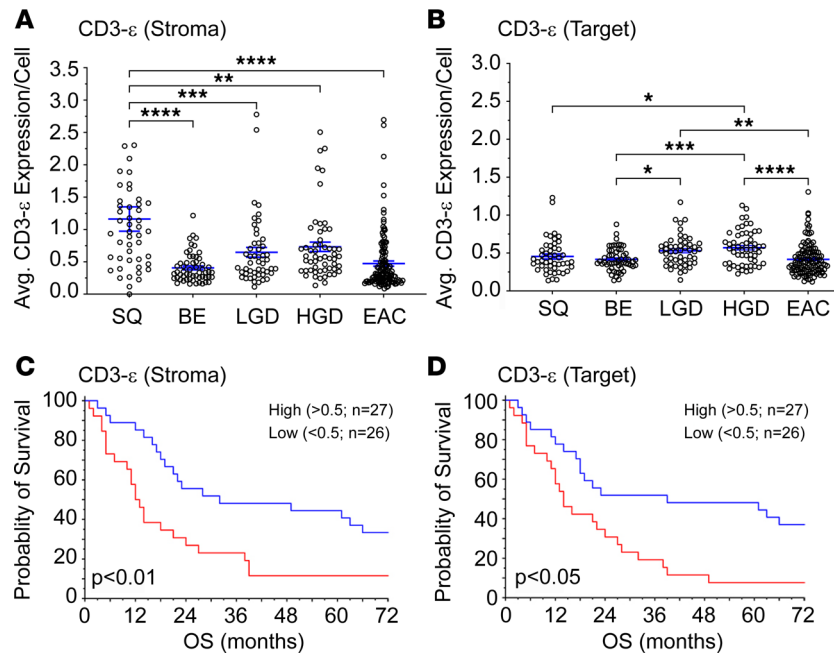 A
CD3-ε (Stroma)
Avg. CD3-ε Expression/Cell
3.5
3.0
2.5
2.0
1.5
1.0
0.5
0.0
****
**
***
****
SQ BE LGD HGD EAC
B
CD3-ε (Target)
Avg. CD3-ε Expression/Cell
3.0
2.5
2.0
1.5
1.0
0.5
0.0
*
**
***
* ****
SQ BE LGD HGD EAC
C
CD3-ε (Stroma)
Probablity of Survival
100
80
60
40
20
0
High (>0.5; n=27)
Low (<0.5; n=26)
p<0.01
0 12 24 36 48 60 72
OS (months)
D
CD3-ε (Target)
Probablity of Survival
100
80
60
40
20
0
High (>0.5; n=27)
Low (<0.5; n=26)
p<0.05
0 12 24 36 48 60 72
OS (months)